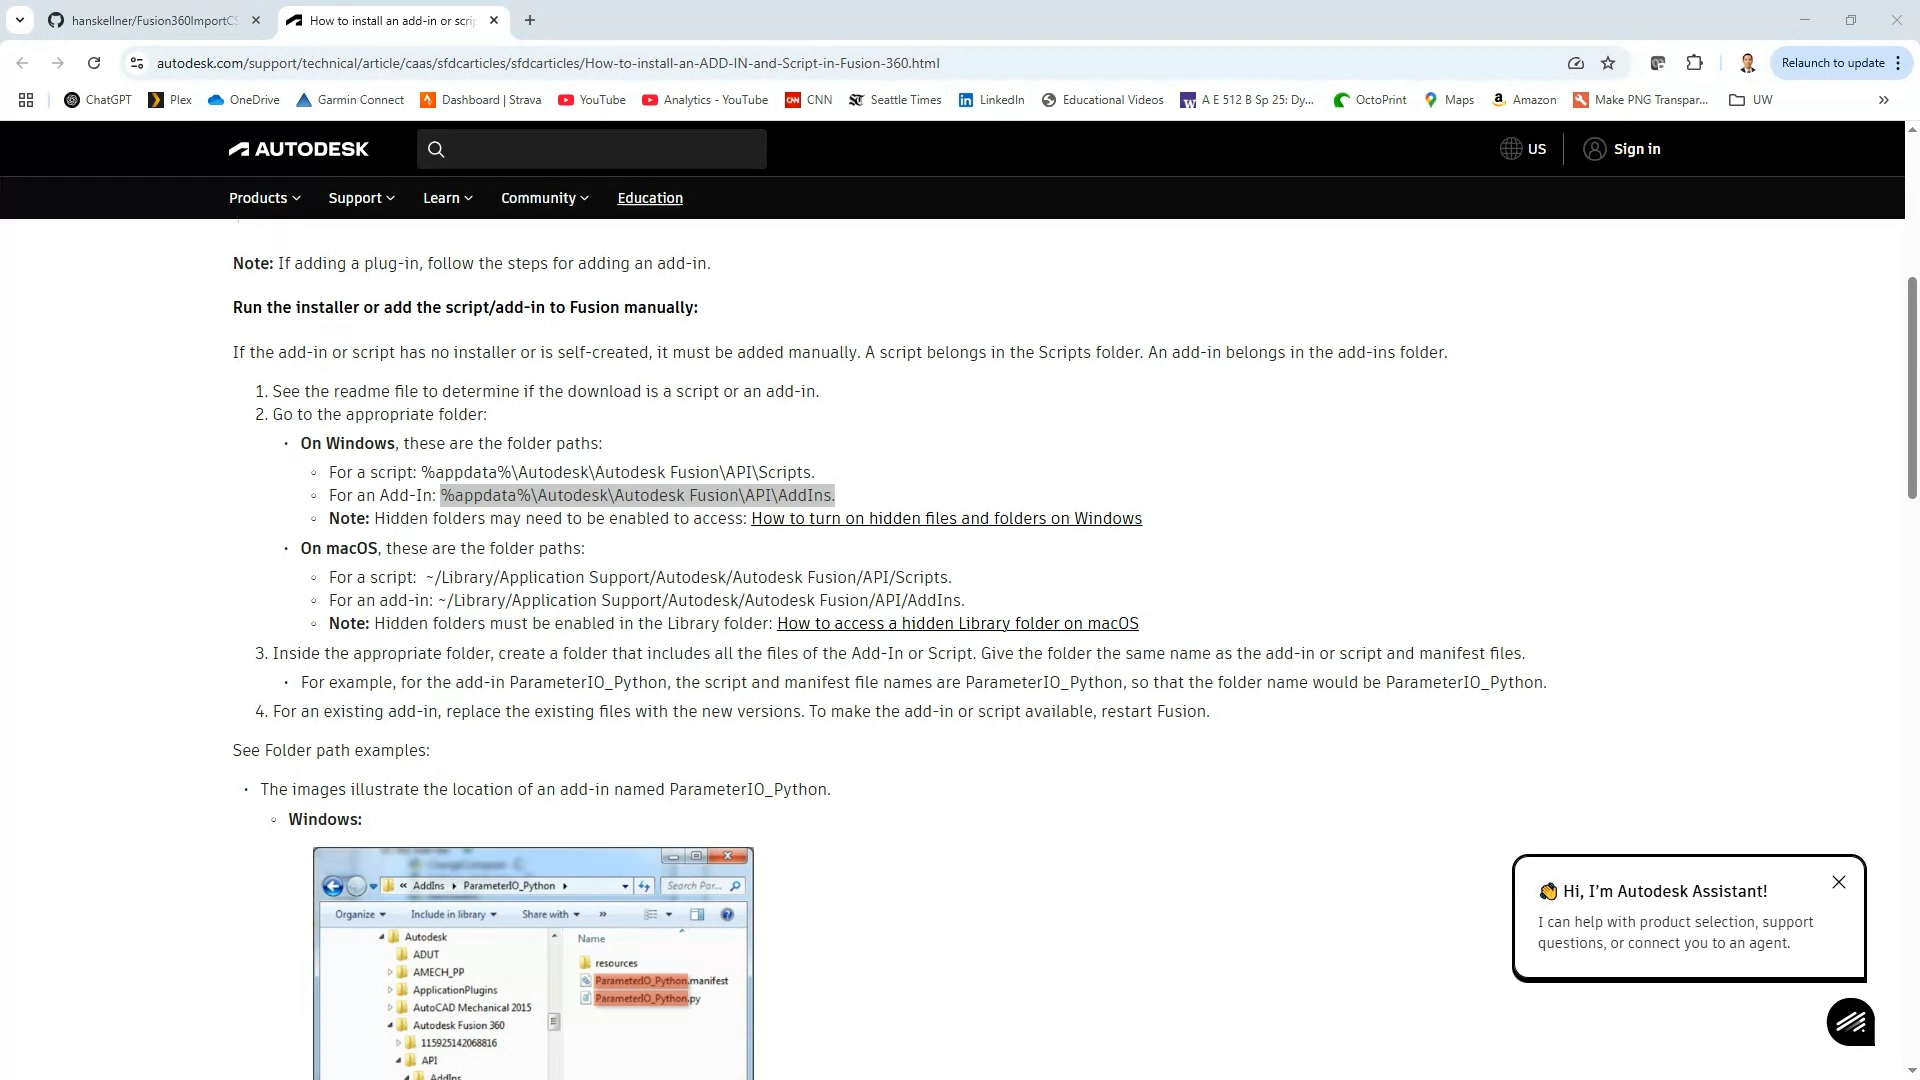 hanskellner/Fusion360ImportCS
How to install an add-in or scrip
autodesk.com/support/technical/article/caas/sfdcarticles/sfdcarticles/How-to-install-an-ADD-IN-and-Script-in-Fusion-360.html
Relaunch to update
ChatGPT
Plex
OneDrive
Garmin Connect
Dashboard | Strava
YouTube
Analytics - YouTube
CNN
Seattle Times
LinkedIn
Educational Videos
A E 512 B Sp 25: Dy...
OctoPrint
Maps
Amazon
Make PNG Transpar...
UW
AUTODESK
US
Sign in
Products
Support
Learn
Community
Education
Note: If adding a plug-in, follow the steps for adding an add-in.
Run the installer or add the script/add-in to Fusion manually:
If the add-in or script has no installer or is self-created, it must be added manually. A script belongs in the Scripts folder. An add-in belongs in the add-ins folder.
1. See the readme file to determine if the download is a script or an add-in.
2. Go to the appropriate folder:
• On Windows, these are the folder paths:
◦ For a script: %appdata%\Autodesk\Autodesk Fusion\API\Scripts.
◦ For an Add-In: %appdata%\Autodesk\Autodesk Fusion\API\AddIns.
◦ Note: Hidden folders may need to be enabled to access: How to turn on hidden files and folders on Windows
• On macOS, these are the folder paths:
◦ For a script:  ~/Library/Application Support/Autodesk/Autodesk Fusion/API/Scripts.
◦ For an add-in: ~/Library/Application Support/Autodesk/Autodesk Fusion/API/AddIns.
◦ Note: Hidden folders must be enabled in the Library folder: How to access a hidden Library folder on macOS
3. Inside the appropriate folder, create a folder that includes all the files of the Add-In or Script. Give the folder the same name as the add-in or script and manifest files.
• For example, for the add-in ParameterIO_Python, the script and manifest file names are ParameterIO_Python, so that the folder name would be ParameterIO_Python.
4. For an existing add-in, replace the existing files with the new versions. To make the add-in or script available, restart Fusion.
See Folder path examples:
• The images illustrate the location of an add-in named ParameterIO_Python.
◦ Windows:
« AddIns ▸ ParameterIO_Python ▸
Search Par...
Organize
Include in library
Share with
»
Autodesk
ADUT
AMECH_PP
ApplicationPlugins
AutoCAD Mechanical 2015
Autodesk Fusion 360
115925142068816
API
AddIns
Name
resources
ParameterIO_Python.manifest
ParameterIO_Python.py
Hi, I'm Autodesk Assistant!
I can help with product selection, support
questions, or connect you to an agent.